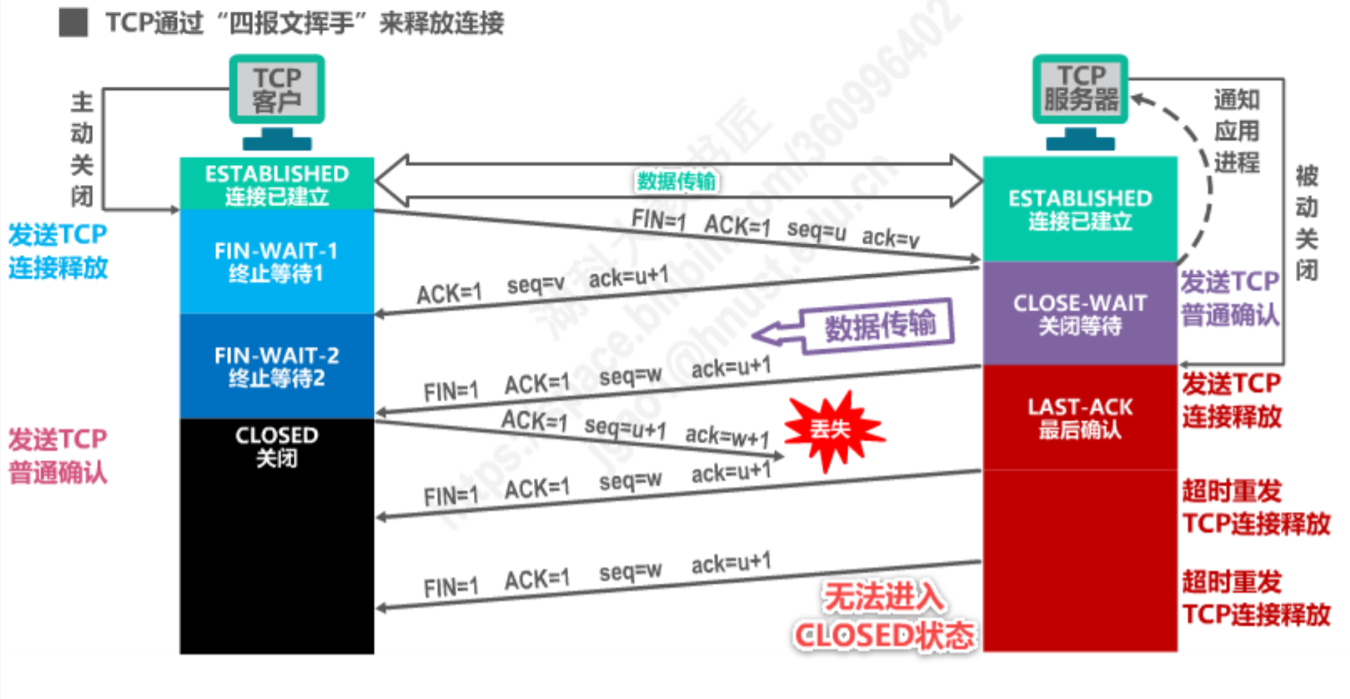 TCP通过“四报文挥手”来释放连接
TCP
客户
TCP
服务器
主
动
关
闭
通知
应用
进程
被
动
关
闭
ESTABLISHED
连接已建立
数据传输
ESTABLISHED
连接已建立
发送TCP
连接释放
FIN=1 ACK=1 seq=u ack=v
FIN-WAIT-1
终止等待1
ACK=1 seq=v ack=u+1
CLOSE-WAIT
关闭等待
发送TCP
普通确认
数据传输
FIN-WAIT-2
终止等待2
FIN=1 ACK=1 seq=w ack=u+1
LAST-ACK
最后确认
发送TCP
连接释放
发送TCP
普通确认
CLOSED
关闭
ACK=1 seq=u+1 ack=w+1
丢失
FIN=1 ACK=1 seq=w ack=u+1
超时重发
TCP连接释放
FIN=1 ACK=1 seq=w ack=u+1
超时重发
TCP连接释放
无法进入
CLOSED状态